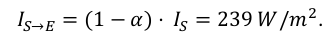 I_{S→E} = (1 − α) · I_S = 239 W/m².